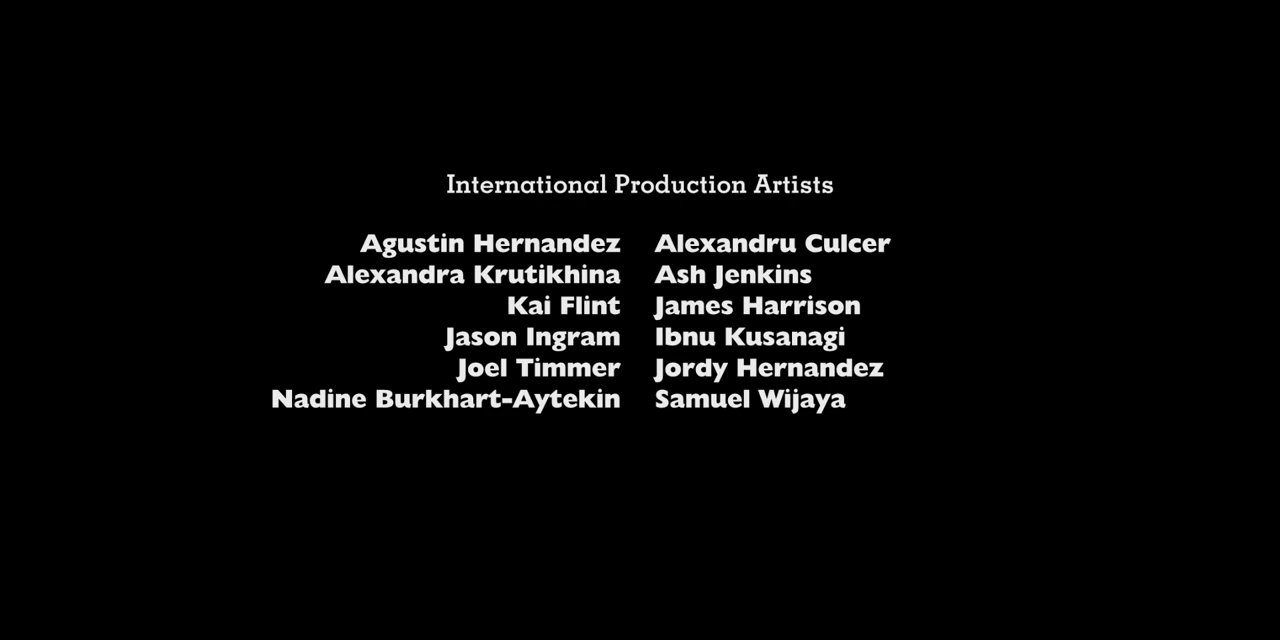 International Production Artists
Agustin Hernandez Alexandru Culcer
Alexandra Krutikhina Ash Jenkins
Kai Flint James Harrison
Jason Ingram Ibnu Kusanagi
Joel Timmer Jordy Hernandez
Nadine Burkhart-Aytekin Samuel Wijaya